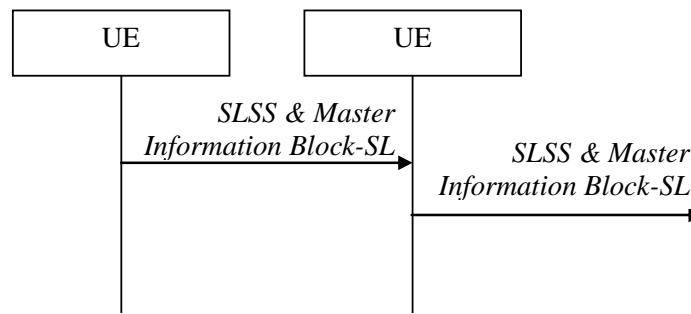 UE
UE
SLSS & Master
Information Block-SL
SLSS & Master
Information Block-SL